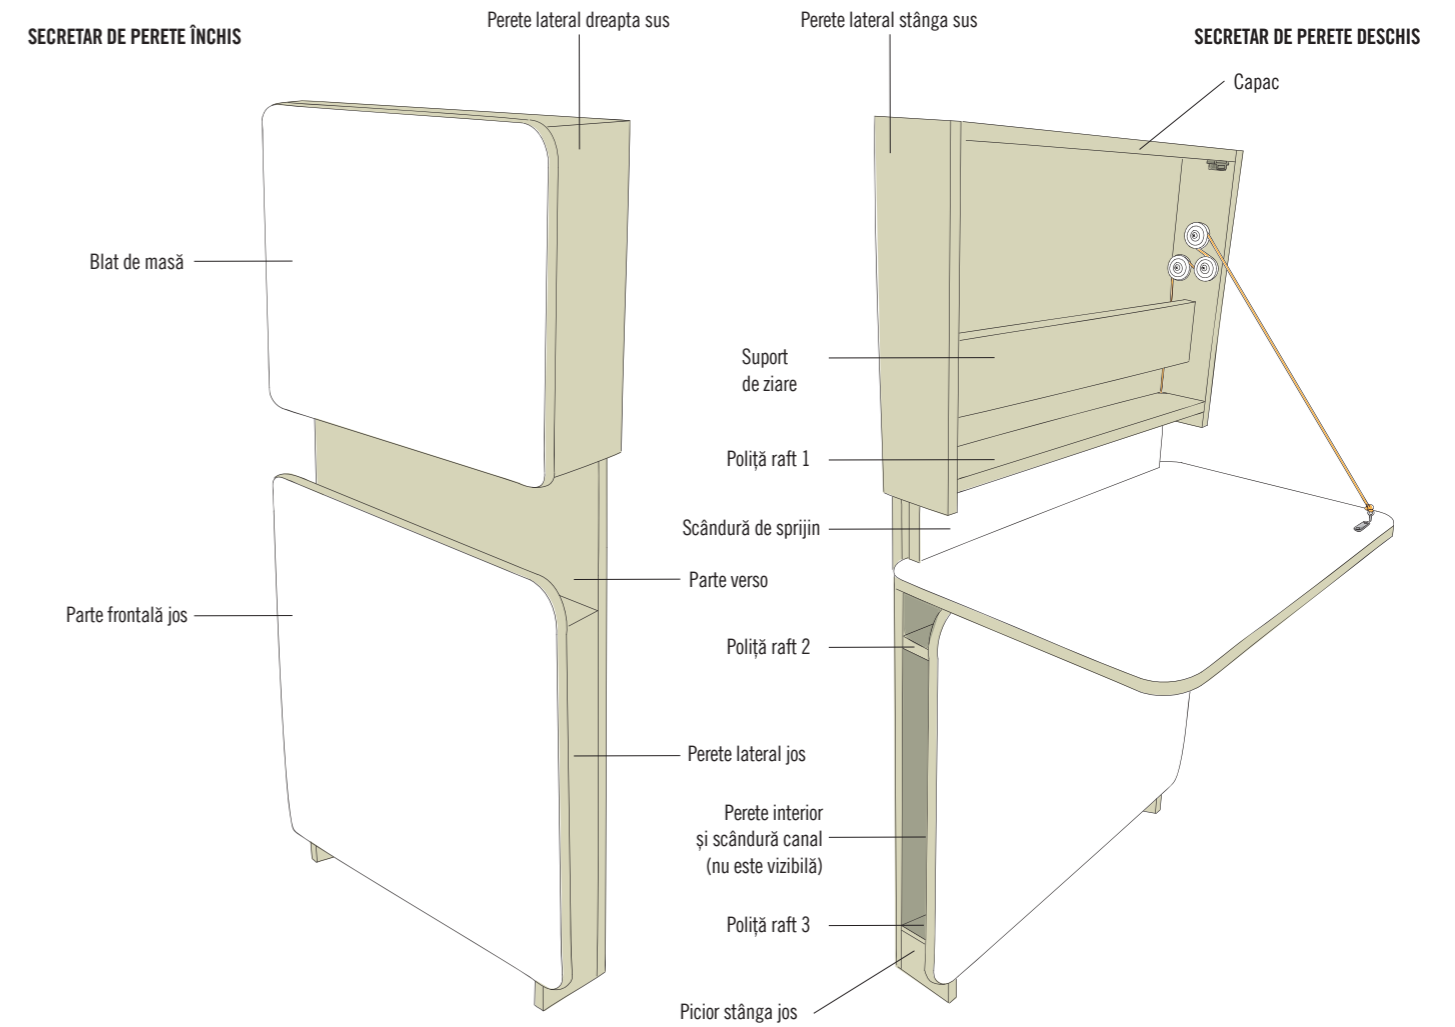 SECRETAR DE PERETE ÎNCHIS
Perete lateral dreapta sus
Perete lateral stânga sus
SECRETAR DE PERETE DESCHIS
Capac
Blat de masă
Suport
de ziare
Poliță raft 1
Scândură de sprijin
Parte verso
Parte frontală jos
Poliță raft 2
Perete lateral jos
Perete interior
și scândură canal
(nu este vizibilă)
Poliță raft 3
Picior stânga jos